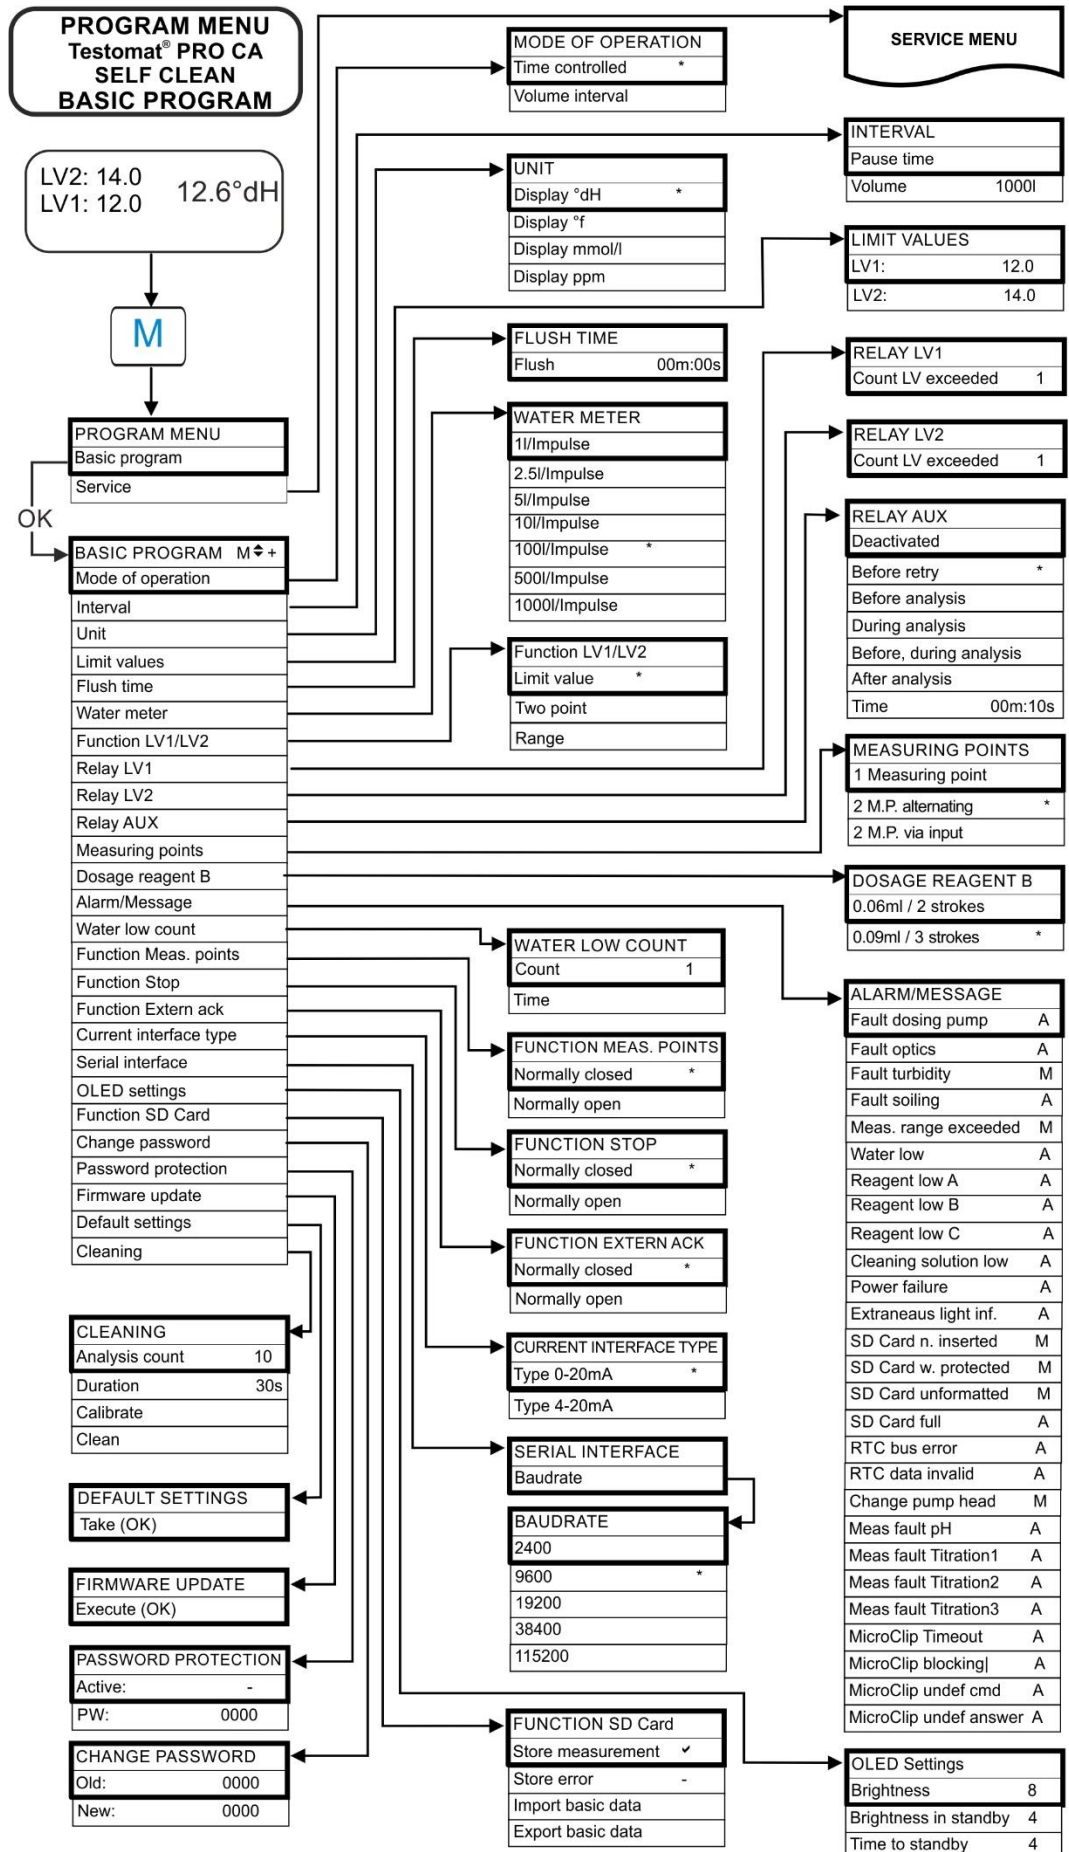 PROGRAM MENU
Testomat® PRO CA
SELF CLEAN
BASIC PROGRAM
LV2: 14.0
LV1: 12.0
12.6°dH
M
PROGRAM MENU
Basic program
Service
OK
BASIC PROGRAM M +
Mode of operation
Interval
Unit
Limit values
Flush time
Water meter
Function LV1/LV2
Relay LV1
Relay LV2
Relay AUX
Measuring points
Dosage reagent B
Alarm/Message
Water low count
Function Meas. points
Function Stop
Function Extern ack
Current interface type
Serial interface
OLED settings
Function SD Card
Change password
Password protection
Firmware update
Default settings
Cleaning
CLEANING
Analysis count 10
Duration 30s
Calibrate
Clean
DEFAULT SETTINGS
Take (OK)
FIRMWARE UPDATE
Execute (OK)
PASSWORD PROTECTION
Active: -
PW: 0000
CHANGE PASSWORD
Old: 0000
New: 0000
MODE OF OPERATION
Time controlled *
Volume interval
UNIT
Display °dH *
Display °f
Display mmol/l
Display ppm
FLUSH TIME
Flush 00m:00s
WATER METER
1l/Impulse
2.5l/Impulse
5l/Impulse
10l/Impulse
100l/Impulse *
500l/Impulse
1000l/Impulse
Function LV1/LV2
Limit value *
Two point
Range
WATER LOW COUNT
Count 1
Time
FUNCTION MEAS. POINTS
Normally closed *
Normally open
FUNCTION STOP
Normally closed *
Normally open
FUNCTION EXTERN ACK
Normally closed *
Normally open
CURRENT INTERFACE TYPE
Type 0-20mA *
Type 4-20mA
SERIAL INTERFACE
Baudrate
BAUDRATE
2400
9600 *
19200
38400
115200
FUNCTION SD Card
Store measurement ✔
Store error -
Import basic data
Export basic data
SERVICE MENU
INTERVAL
Pause time
Volume 1000l
LIMIT VALUES
LV1: 12.0
LV2: 14.0
RELAY LV1
Count LV exceeded 1
RELAY LV2
Count LV exceeded 1
RELAY AUX
Deactivated
Before retry *
Before analysis
During analysis
Before, during analysis
After analysis
Time 00m:10s
MEASURING POINTS
1 Measuring point
2 M.P. alternating *
2 M.P. via input
DOSAGE REAGENT B
0.06ml / 2 strokes
0.09ml / 3 strokes *
ALARM/MESSAGE
Fault dosing pump A
Fault optics A
Fault turbidity M
Fault soiling A
Meas. range exceeded M
Water low A
Reagent low A A
Reagent low B A
Reagent low C A
Cleaning solution low A
Power failure A
Extraneaus light inf. A
SD Card n. inserted M
SD Card w. protected M
SD Card unformatted M
SD Card full A
RTC bus error A
RTC data invalid A
Change pump head M
Meas fault pH A
Meas fault Titration1 A
Meas fault Titration2 A
Meas fault Titration3 A
MicroClip Timeout A
MicroClip blocking| A
MicroClip undef cmd A
MicroClip undef answer A
OLED Settings
Brightness 8
Brightness in standby 4
Time to standby 4